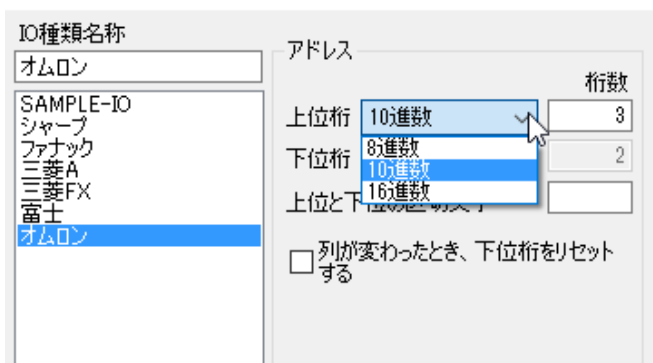 IO種類名称
オムロン
SAMPLE-IO
シャープ
ファナック
三菱A
三菱FX
富士
オムロン
アドレス
桁数
上位桁 10進数 3
8進数
10進数
16進数
下位桁 2
上位と下
列が変わったとき、下位桁をリセット
する